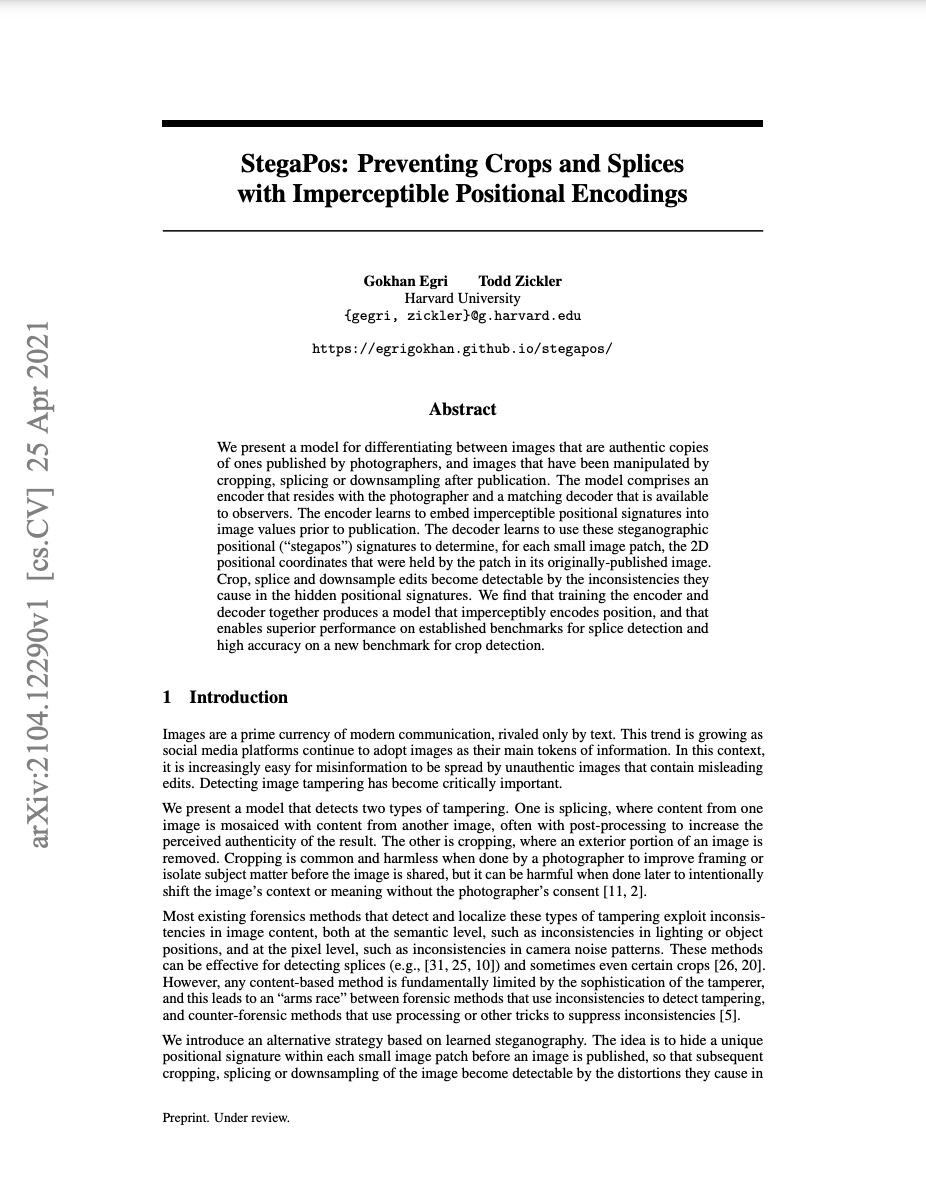 StegaPos: Preventing Crops and Splices
with Imperceptible Positional Encodings
Gokhan Egri Todd Zickler
Harvard University
{gegri, zickler}@g.harvard.edu
https://egrigokhan.github.io/stegapos/
Abstract
We present a model for differentiating between images that are authentic copies
of ones published by photographers, and images that have been manipulated by
cropping, splicing or downsampling after publication. The model comprises an
encoder that resides with the photographer and a matching decoder that is available
to observers. The encoder learns to embed imperceptible positional signatures into
image values prior to publication. The decoder learns to use these steganographic
positional (“stegapos”) signatures to determine, for each small image patch, the 2D
positional coordinates that were held by the patch in its originally-published image.
Crop, splice and downsample edits become detectable by the inconsistencies they
cause in the hidden positional signatures. We find that training the encoder and
decoder together produces a model that imperceptibly encodes position, and that
enables superior performance on established benchmarks for splice detection and
high accuracy on a new benchmark for crop detection.
1 Introduction
Images are a prime currency of modern communication, rivaled only by text. This trend is growing as
social media platforms continue to adopt images as their main tokens of information. In this context,
it is increasingly easy for misinformation to be spread by unauthentic images that contain misleading
edits. Detecting image tampering has become critically important.
We present a model that detects two types of tampering. One is splicing, where content from one
image is mosaiced with content from another image, often with post-processing to increase the
perceived authenticity of the result. The other is cropping, where an exterior portion of an image is
removed. Cropping is common and harmless when done by a photographer to improve framing or
isolate subject matter before the image is shared, but it can be harmful when done later to intentionally
shift the image’s context or meaning without the photographer’s consent [11, 2].
Most existing forensics methods that detect and localize these types of tampering exploit inconsis-
tencies in image content, both at the semantic level, such as inconsistencies in lighting or object
positions, and at the pixel level, such as inconsistencies in camera noise patterns. These methods
can be effective for detecting splices (e.g., [31, 25, 10]) and sometimes even certain crops [26, 20].
However, any content-based method is fundamentally limited by the sophistication of the tamperer,
and this leads to an “arms race” between forensic methods that use inconsistencies to detect tampering,
and counter-forensic methods that use processing or other tricks to suppress inconsistencies [5].
We introduce an alternative strategy based on learned steganography. The idea is to hide a unique
positional signature within each small image patch before an image is published, so that subsequent
cropping, splicing or downsampling of the image become detectable by the distortions they cause in
Preprint. Under review.
arXiv:2104.12290v1 [cs.CV] 25 Apr 2021